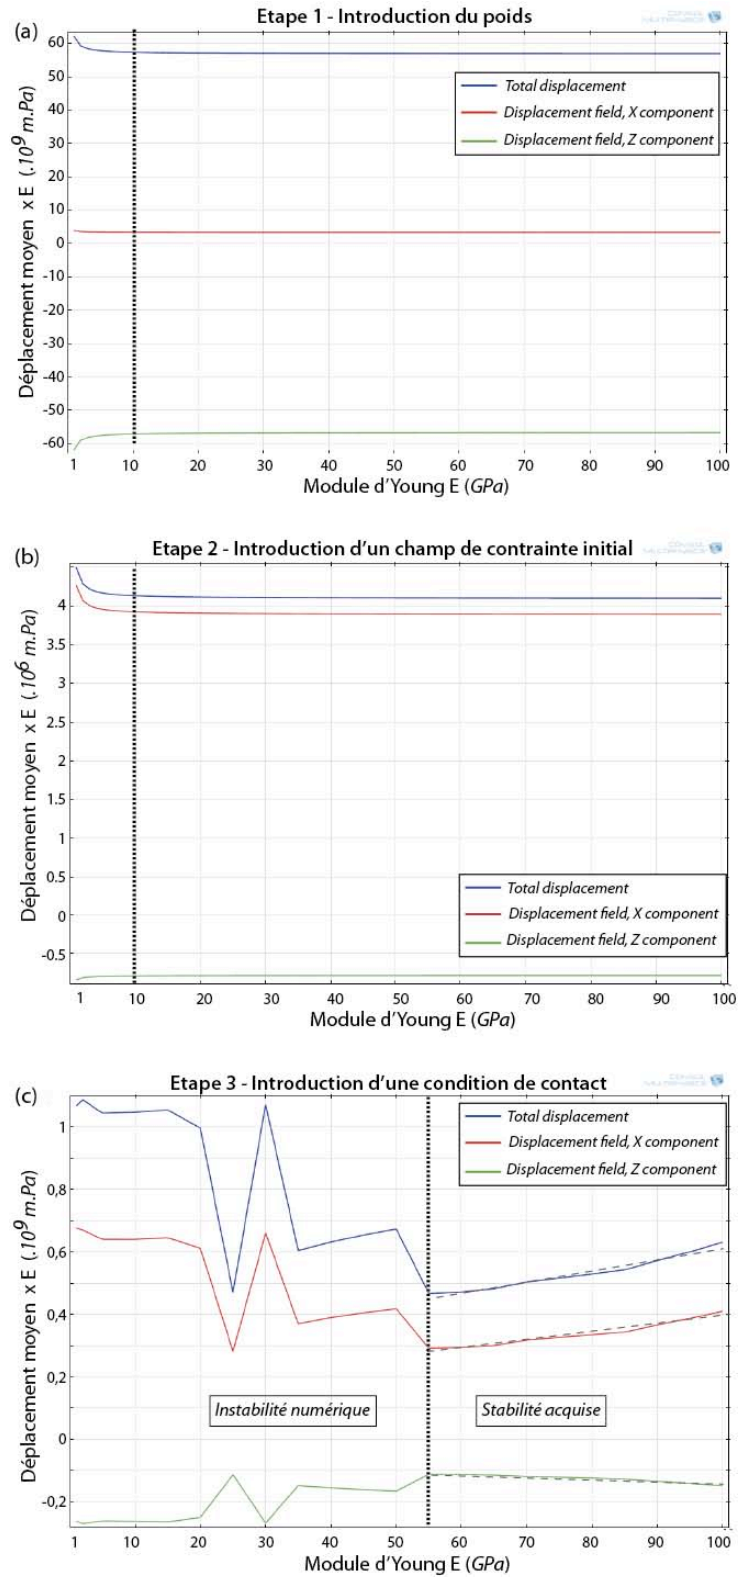 Etape 1 - Introduction du poids
(a)
60
50
40
30
20
10
0
-10
-20
-30
-40
-50
-60
Déplacement moyen x E (.10⁹ m.Pa)
Total displacement
Displacement field, X component
Displacement field, Z component
1 10 20 30 40 50 60 70 80 90 100
Module d'Young E (GPa)
Etape 2 - Introduction d'un champ de contrainte initial
(b)
4
3.5
3
2.5
2
1.5
1
0.5
0
-0.5
Déplacement moyen x E (.10⁶ m.Pa)
Total displacement
Displacement field, X component
Displacement field, Z component
1 10 20 30 40 50 60 70 80 90 100
Module d'Young E (GPa)
Etape 3 - Introduction d'une condition de contact
(c)
1
0,8
0,6
0,4
0,2
0
-0,2
Déplacement moyen x E (.10⁹ m.Pa)
Total displacement
Displacement field, X component
Displacement field, Z component
Instabilité numérique
Stabilité acquise
1 10 20 30 40 50 60 70 80 90 100
Module d'Young E (GPa)